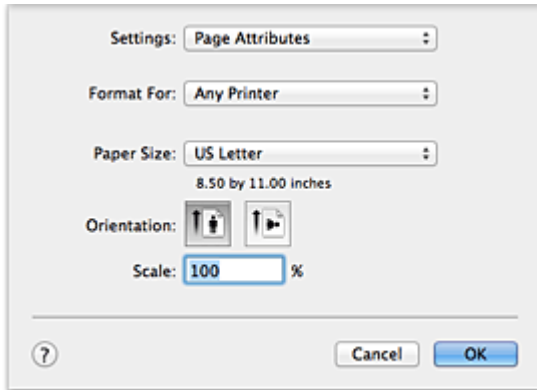 Settings: Page Attributes
Format For: Any Printer
Paper Size: US Letter
8.50 by 11.00 inches
Orientation:
Scale: 100 %
? Cancel OK